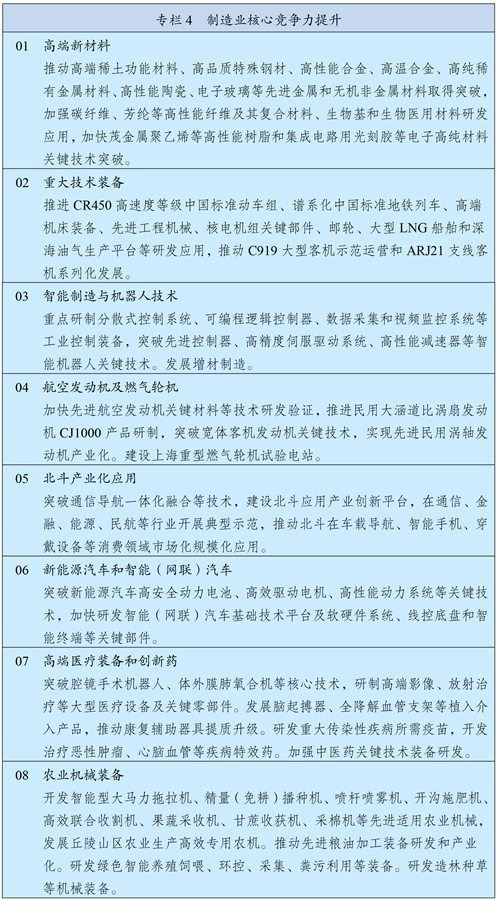 专栏 4 制造业核心竞争力提升
01 高端新材料
推动高端稀土功能材料、高品质特殊钢材、高性能合金、高温合金、高纯稀
有金属材料、高性能陶瓷、电子玻璃等先进金属和无机非金属材料取得突破，
加强碳纤维、芳纶等高性能纤维及其复合材料、生物基和生物医用材料研发
应用，加快茂金属聚乙烯等高性能树脂和集成电路用光刻胶等电子高纯材料
关键技术突破。
02 重大技术装备
推进 CR450 高速度等级中国标准动车组、谱系化中国标准地铁列车、高端
机床装备、先进工程机械、核电机组关键部件、邮轮、大型 LNG 船舶和深
海油气生产平台等研发应用，推动 C919 大型客机示范运营和 ARJ21 支线客
机系列化发展。
03 智能制造与机器人技术
重点研制分散式控制系统、可编程逻辑控制器、数据采集和视频监控系统等
工业控制装备，突破先进控制器、高精度伺服驱动系统、高性能减速器等智
能机器人关键技术。发展增材制造。
04 航空发动机及燃气轮机
加快先进航空发动机关键材料等技术研发验证，推进民用大涵道比涡扇发动
机 CJ1000 产品研制，突破宽体客机发动机关键技术，实现先进民用涡轴发
动机产业化。建设上海重型燃气轮机试验电站。
05 北斗产业化应用
突破通信导航一体化融合等技术，建设北斗应用产业创新平台，在通信、金
融、能源、民航等行业开展典型示范，推动北斗在车载导航、智能手机、穿
戴设备等消费领域市场化规模化应用。
06 新能源汽车和智能（网联）汽车
突破新能源汽车高安全动力电池、高效驱动电机、高性能动力系统等关键技
术，加快研发智能（网联）汽车基础技术平台及软硬件系统、线控底盘和智
能终端等关键部件。
07 高端医疗装备和创新药
突破腔镜手术机器人、体外膜肺氧合机等核心技术，研制高端影像、放射治
疗等大型医疗设备及关键零部件。发展脑起搏器、全降解血管支架等植入介
入产品，推动康复辅助器具提质升级。研发重大传染性疾病所需疫苗，开发
治疗恶性肿瘤、心脑血管等疾病特效药。加强中医药关键技术装备研发。
08 农业机械装备
开发智能型大马力拖拉机、精量（免耕）播种机、喷杆喷雾机、开沟施肥机、
高效联合收割机、果蔬采收机、甘蔗收获机、采棉机等先进适用农业机械，
发展丘陵山区农业生产高效专用农机。推动先进粮油加工装备研发和产业
化。研发绿色智能养殖饲喂、环控、采集、粪污利用等装备。研发造林种草
等机械装备。